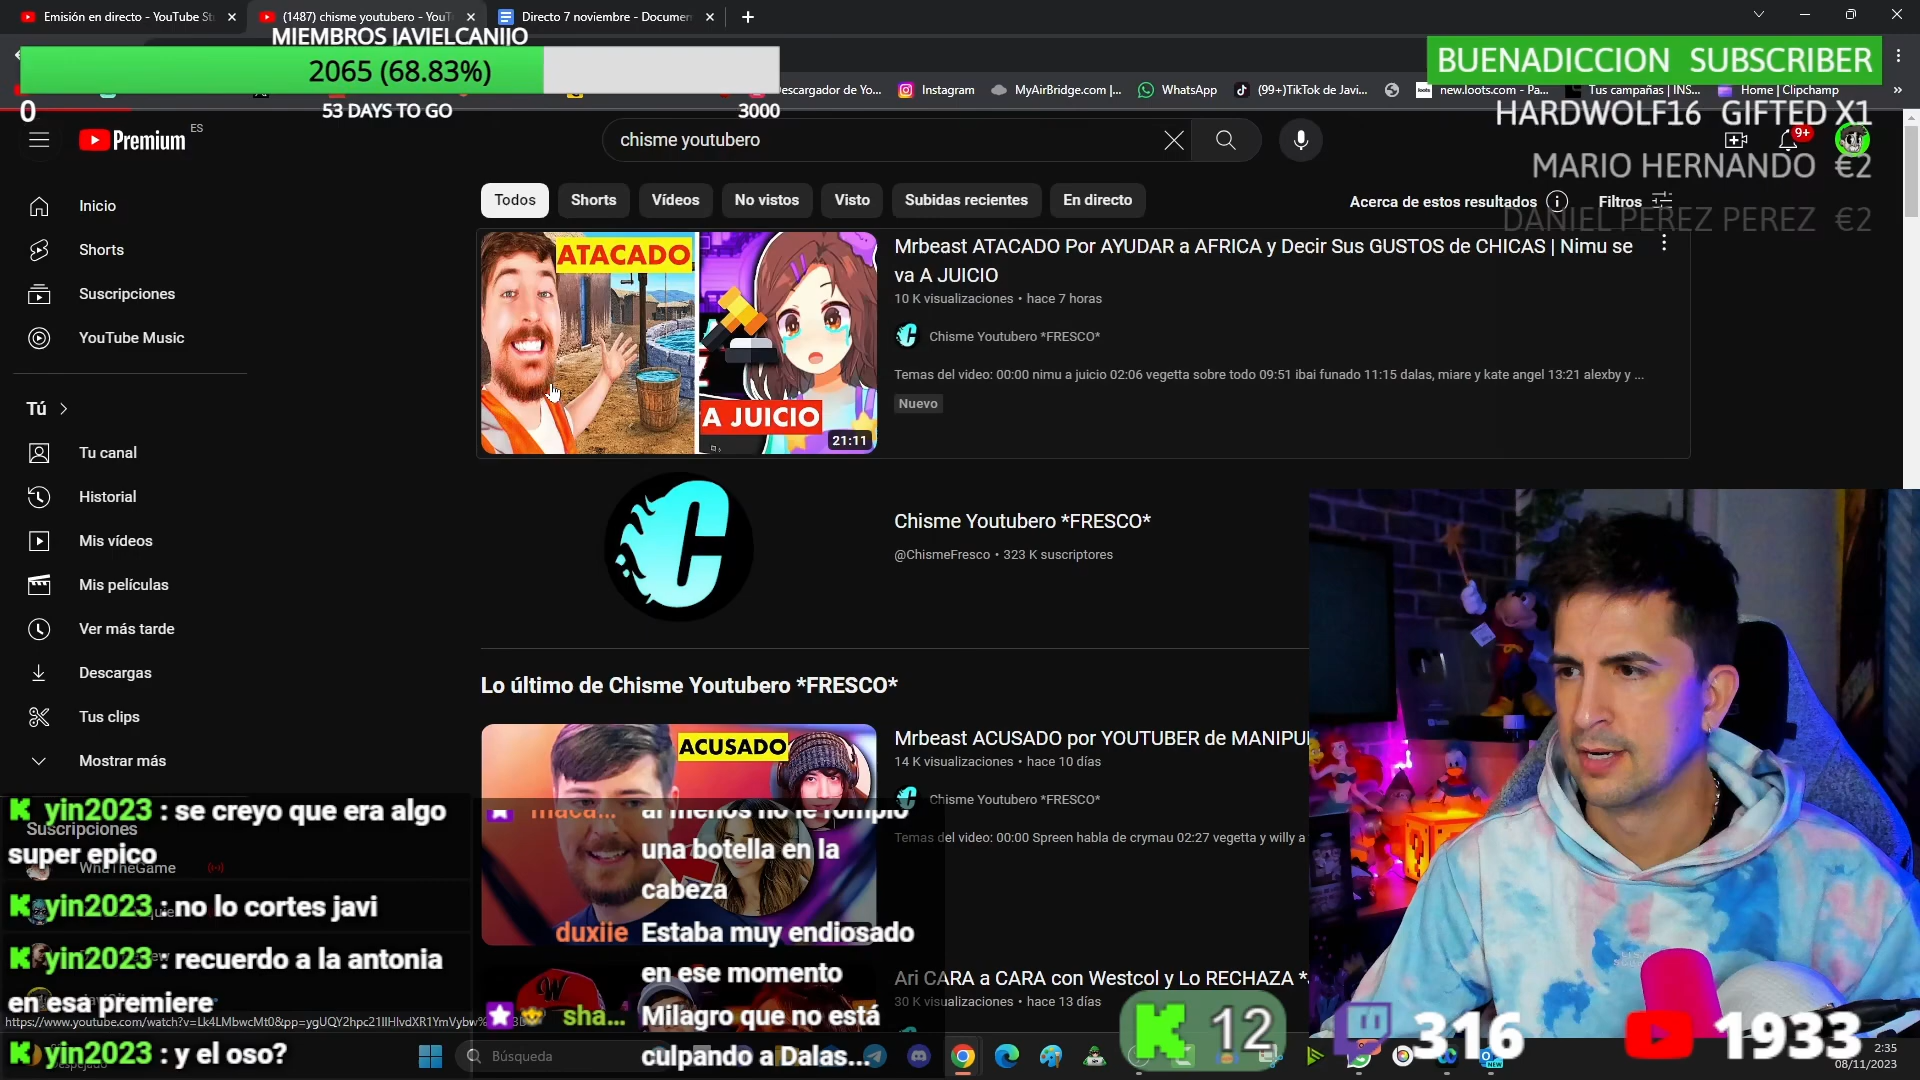 Emisión en directo - YouTube St
(1487) chisme youtubero - YouT
Directo 7 noviembre - Documen
MIEMBROS JAVIELCANIJO
2065 (68.83%)
0
53 DAYS TO GO
3000
BUENADICCION SUBSCRIBER
HARDWOLF16 GIFTED X1
MARIO HERNANDO €2
DANIEL PEREZ PEREZ €2
escargador de Yo...
Instagram
MyAirBridge.com |...
WhatsApp
(99+)TikTok de Javi...
new.loots.com - Pa...
Tus campañas | INS...
Home | Clipchamp
»
Premium
ES
chisme youtubero
9+
Todos
Shorts
Vídeos
No vistos
Visto
Subidas recientes
En directo
Acerca de estos resultados
Filtros
Inicio
Shorts
Suscripciones
YouTube Music
Tú
Tu canal
Historial
Mis vídeos
Mis películas
Ver más tarde
Descargas
Tus clips
Mostrar más
Suscripciones
ATACADO
A JUICIO
21:11
Mrbeast ATACADO Por AYUDAR a AFRICA y Decir Sus GUSTOS de CHICAS | Nimu se
va A JUICIO
10 K visualizaciones • hace 7 horas
Chisme Youtubero *FRESCO*
Temas del video: 00:00 nimu a juicio 02:06 vegetta sobre todo 09:51 ibai funado 11:15 dalas, miare y kate angel 13:21 alexby y ...
Nuevo
Chisme Youtubero *FRESCO*
@ChismeFresco • 323 K suscriptores
Lo último de Chisme Youtubero *FRESCO*
ACUSADO
Mrbeast ACUSADO por YOUTUBER de MANIPU
14 K visualizaciones • hace 10 días
Chisme Youtubero *FRESCO*
Temas del video: 00:00 Spreen habla de crymau 02:27 vegetta y willy a
Ari CARA a CARA con Westcol y Lo RECHAZA *
30 K visualizaciones • hace 13 días
yin2023 : se creyo que era algo
super epico
yin2023 : no lo cortes javi
yin2023 : recuerdo a la antonia
en esa premiere
yin2023 : y el oso?
maca... al menos no le rompio
una botella en la
cabeza
duxiie Estaba muy endiosado
en ese momento
sha... Milagro que no está
culpando a Dalas...
Búsqueda
12
316
1933
2:35
08/11/2023